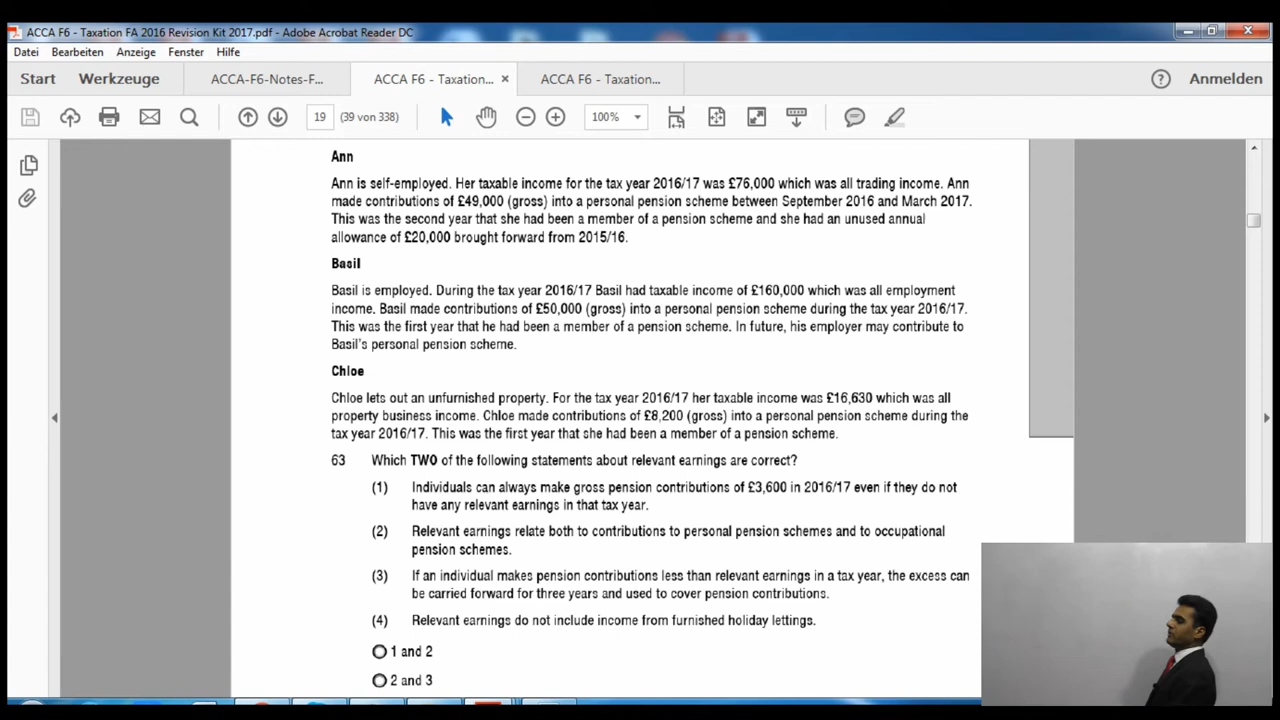 ACCA F6 - Taxation FA 2016 Revision Kit 2017.pdf - Adobe Acrobat Reader DC
Datei Bearbeiten Anzeige Fenster Hilfe
Start Werkzeuge ACCA-F6-Notes-F... ACCA F6 - Taxation... × ACCA F6 - Taxation... Anmelden
19 (39 von 338) 100%
Ann
Ann is self-employed. Her taxable income for the tax year 2016/17 was £76,000 which was all trading income. Ann
made contributions of £49,000 (gross) into a personal pension scheme between September 2016 and March 2017.
This was the second year that she had been a member of a pension scheme and she had an unused annual
allowance of £20,000 brought forward from 2015/16.
Basil
Basil is employed. During the tax year 2016/17 Basil had taxable income of £160,000 which was all employment
income. Basil made contributions of £50,000 (gross) into a personal pension scheme during the tax year 2016/17.
This was the first year that he had been a member of a pension scheme. In future, his employer may contribute to
Basil's personal pension scheme.
Chloe
Chloe lets out an unfurnished property. For the tax year 2016/17 her taxable income was £16,630 which was all
property business income. Chloe made contributions of £8,200 (gross) into a personal pension scheme during the
tax year 2016/17. This was the first year that she had been a member of a pension scheme.
63 Which TWO of the following statements about relevant earnings are correct?
(1) Individuals can always make gross pension contributions of £3,600 in 2016/17 even if they do not
have any relevant earnings in that tax year.
(2) Relevant earnings relate both to contributions to personal pension schemes and to occupational
pension schemes.
(3) If an individual makes pension contributions less than relevant earnings in a tax year, the excess can
be carried forward for three years and used to cover pension contributions.
(4) Relevant earnings do not include income from furnished holiday lettings.
1 and 2
2 and 3